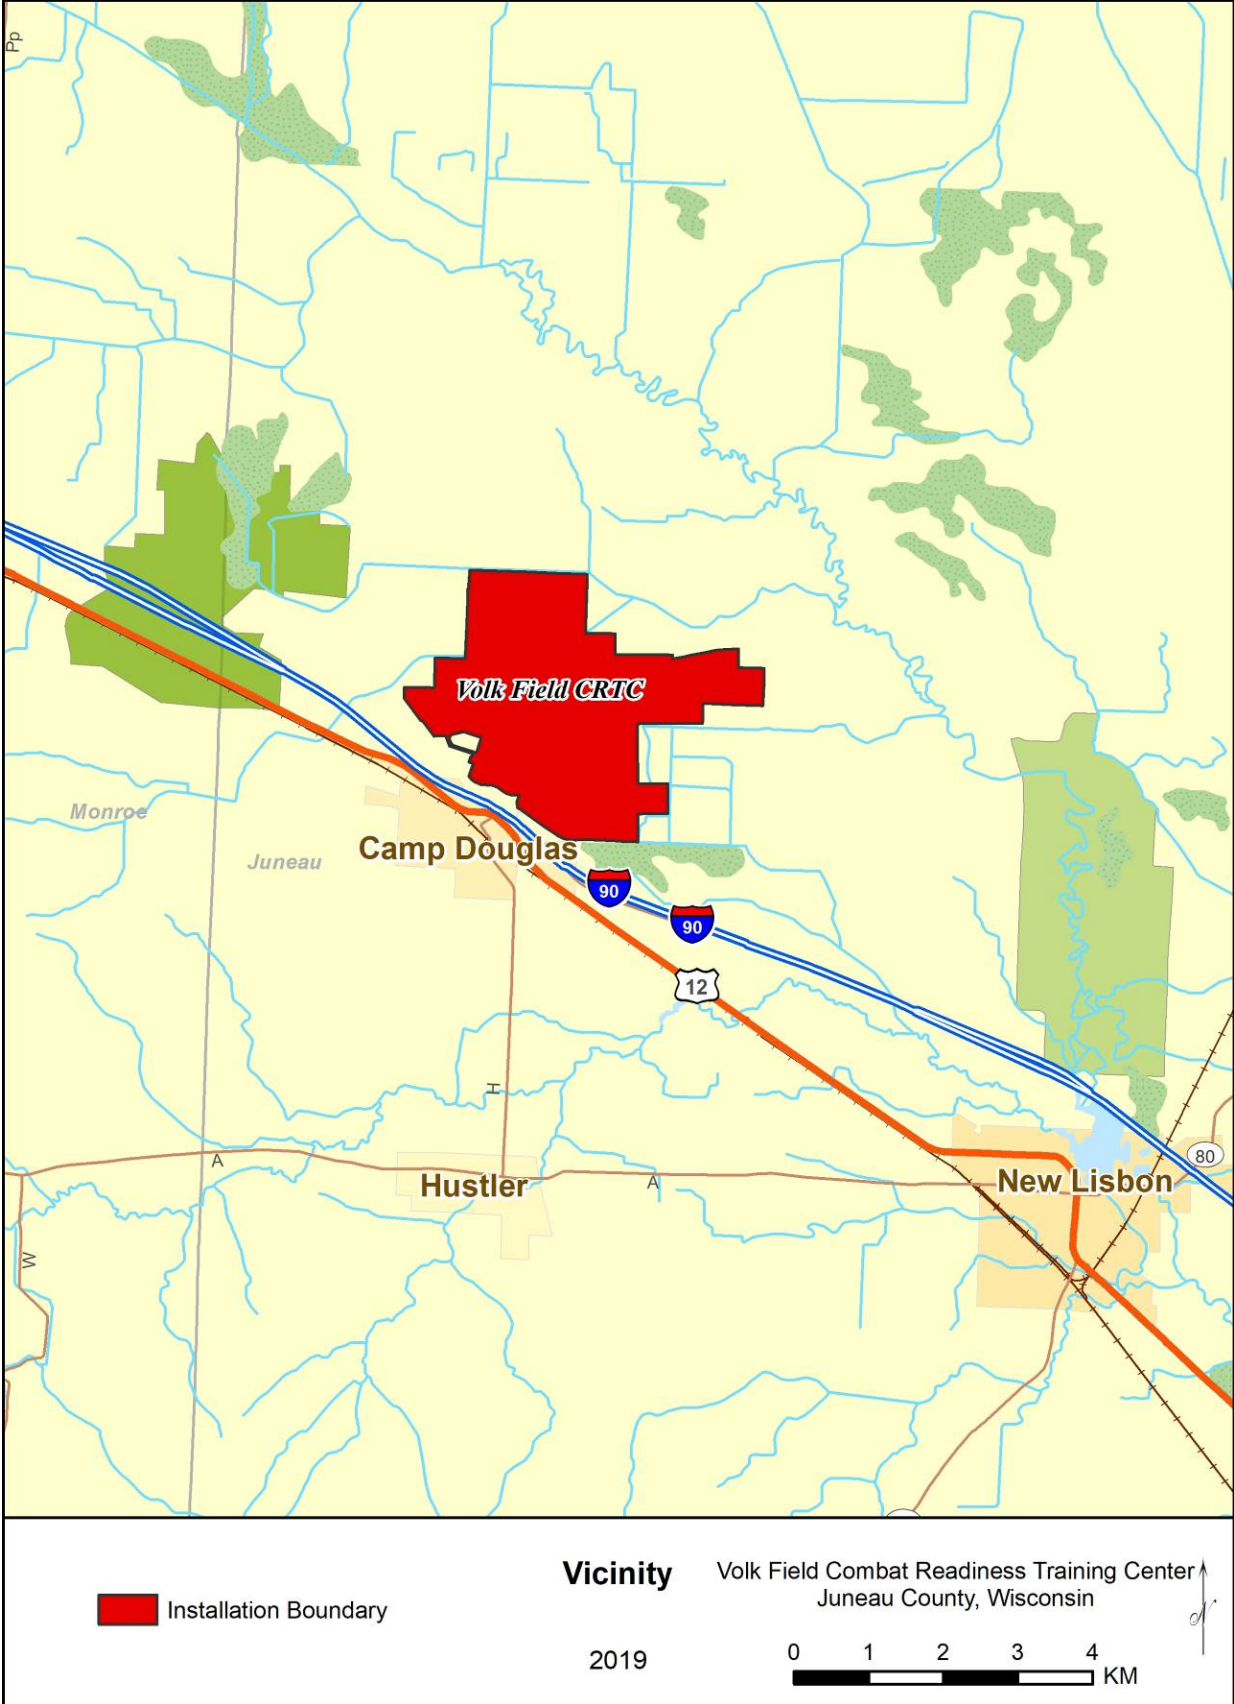 Pp
Volk Field CRTC
Monroe
Juneau
Camp Douglas
90
90
12
H
A
Hustler
A
80
New Lisbon
W
Vicinity
Volk Field Combat Readiness Training Center
Juneau County, Wisconsin
N
Installation Boundary
2019
0 1 2 3 4
KM